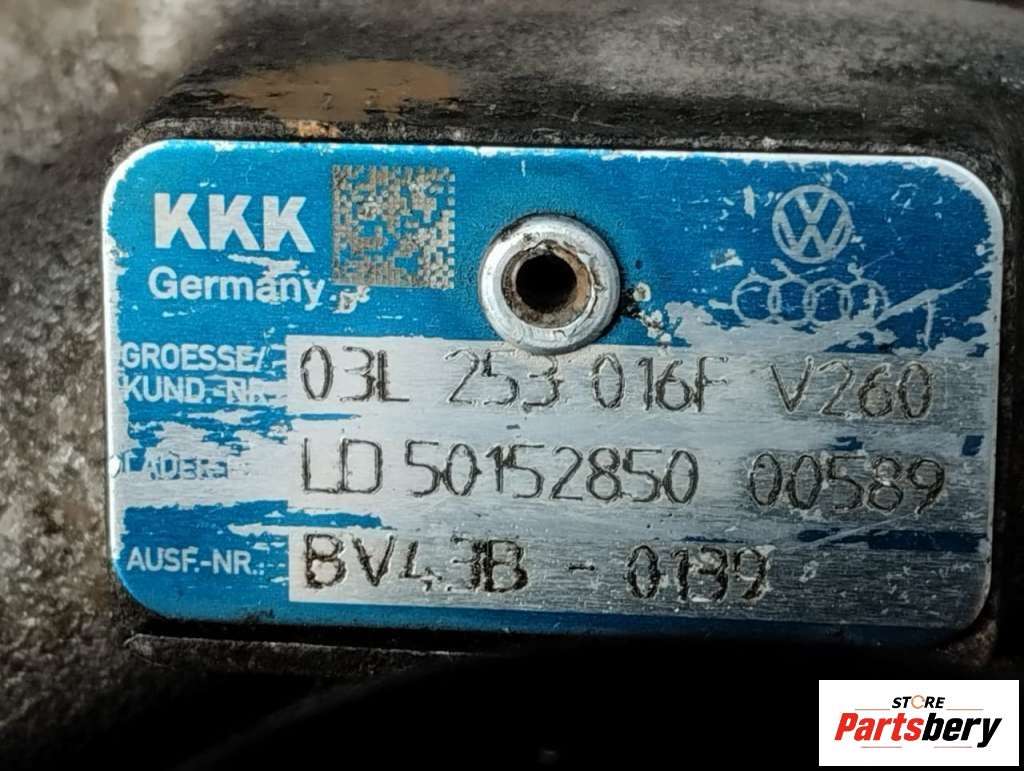 KKK
Germany
GROESSE/
KUND.-NR.
03L 253 016F V260
LADER
LD 50152850 00589
AUSF.-NR.:
BV43B - 0139
STORE
Partsbery